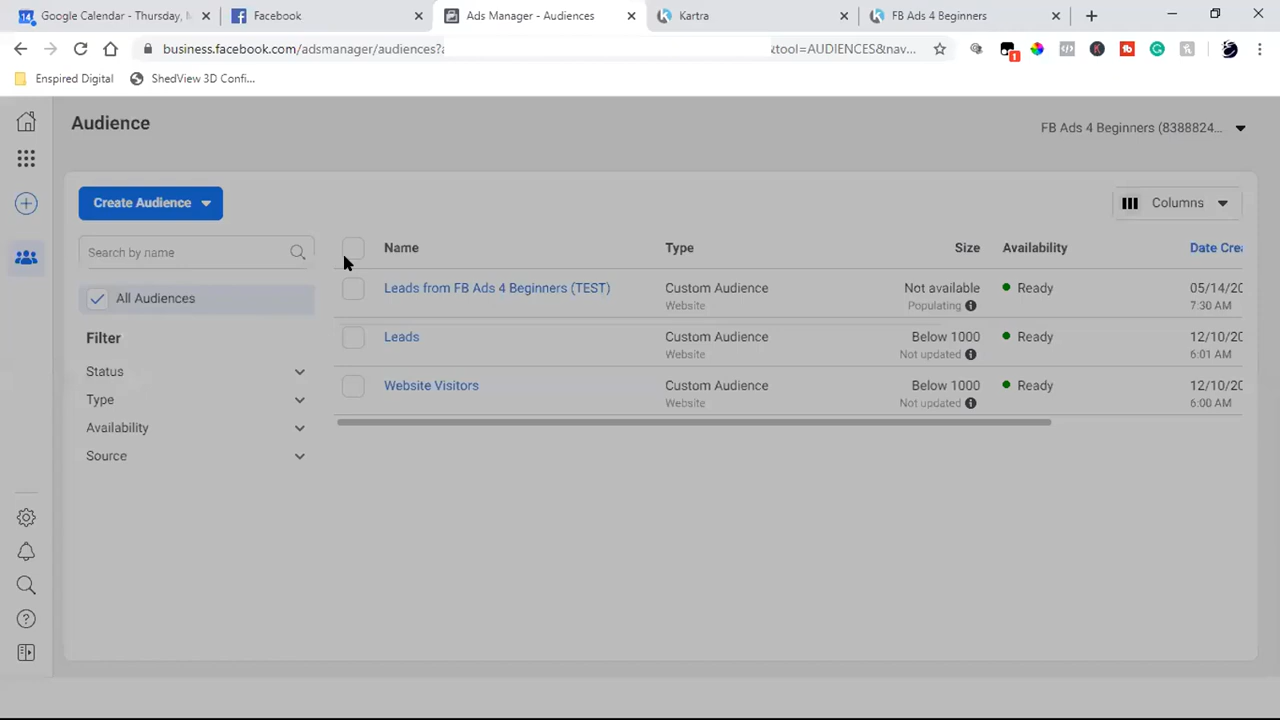 Google Calendar - Thursday, M
Facebook
Ads Manager - Audiences
Kartra
FB Ads 4 Beginners
business.facebook.com/adsmanager/audiences?a
xtool=AUDIENCES&nav...
1
Enspired Digital
ShedView 3D Confi...
Audience
FB Ads 4 Beginners (8388824...
Create Audience
Columns
Search by name
Name
Type
Size
Availability
Date Crea
All Audiences
Leads from FB Ads 4 Beginners (TEST)
Custom Audience
Website
Not available
Populating
Ready
05/14/20
7:30 AM
Filter
Leads
Custom Audience
Website
Below 1000
Not updated
Ready
12/10/20
6:01 AM
Status
Website Visitors
Custom Audience
Website
Below 1000
Not updated
Ready
12/10/20
6:00 AM
Type
Availability
Source